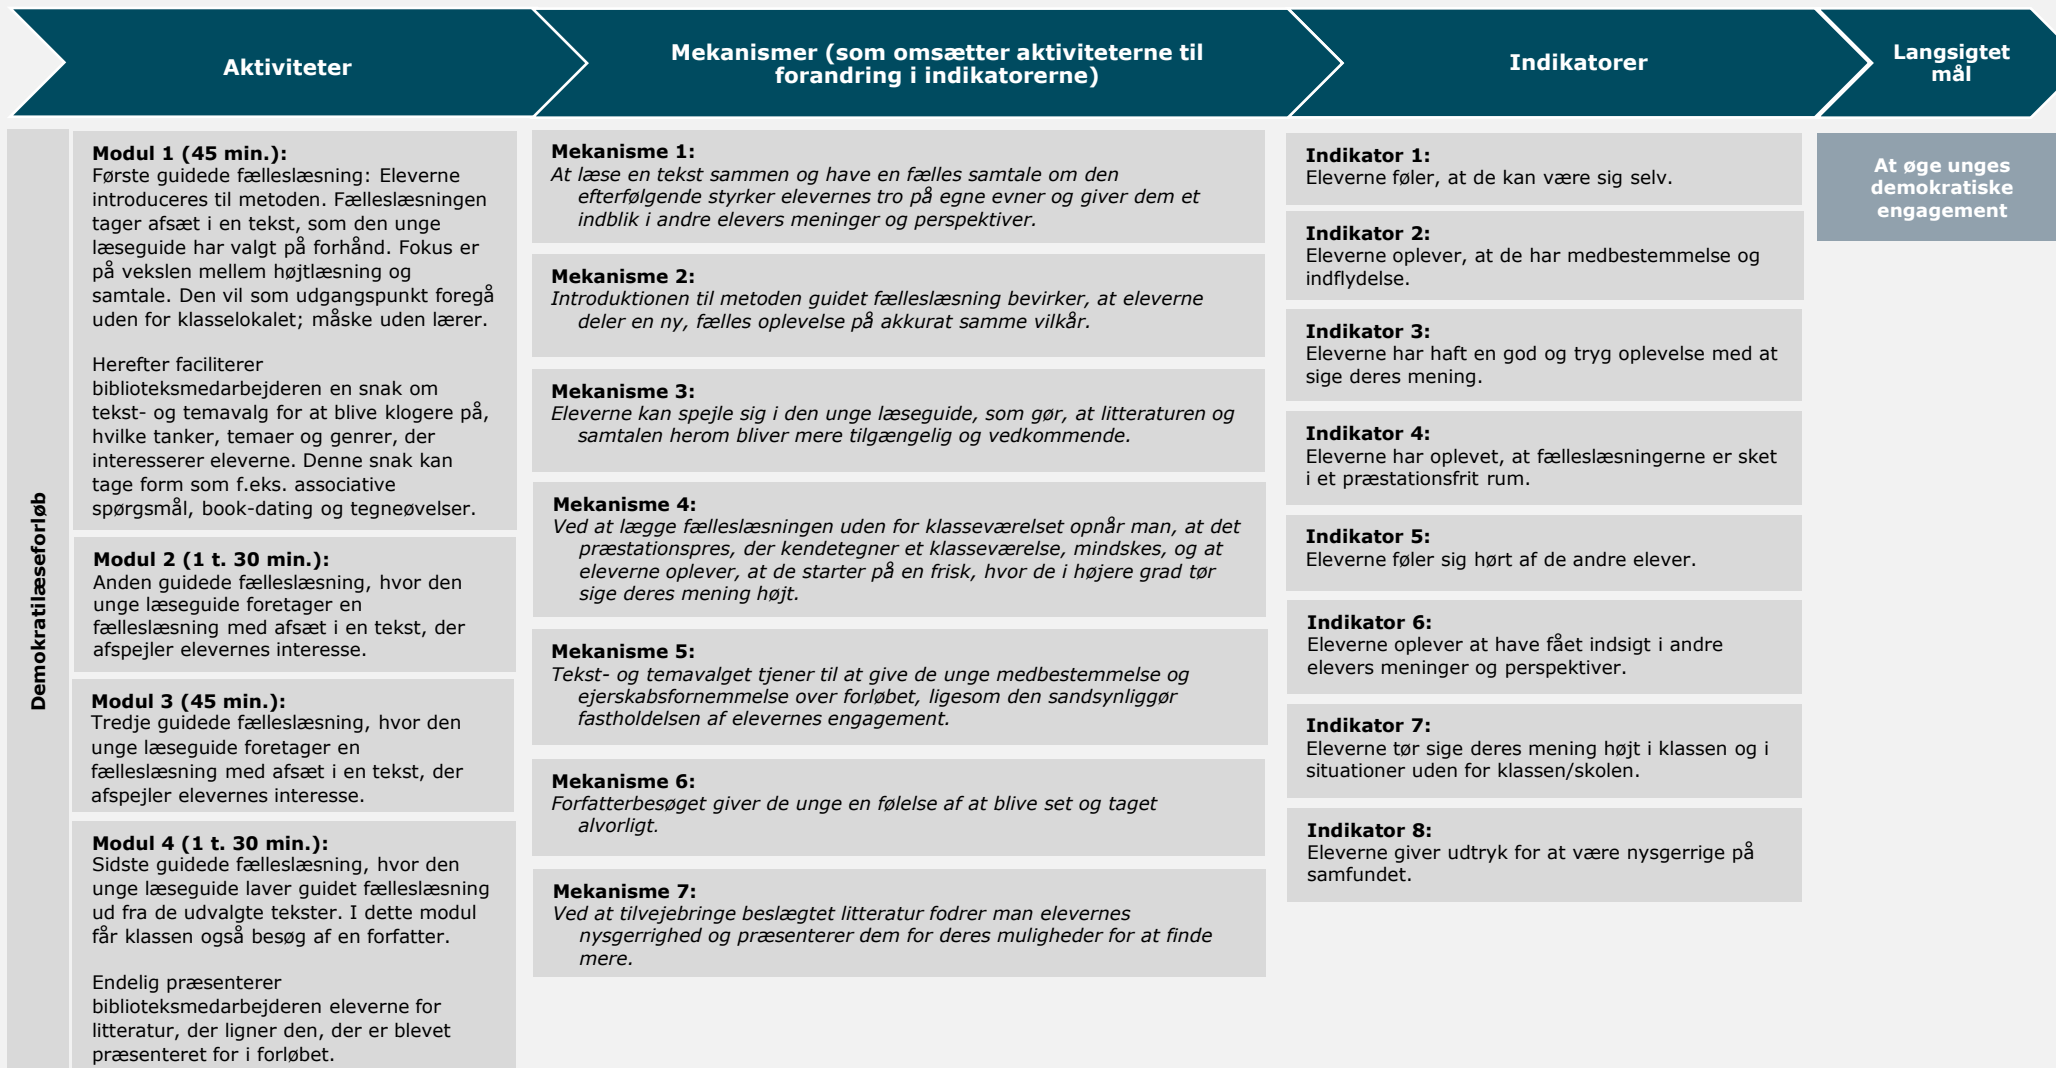 Aktiviteter
Mekanismer (som omsætter aktiviteterne til
forandring i indikatorerne)
Indikatorer
Langsigtet
mål
Demokratilæseforløb
Modul 1 (45 min.):
Første guidede fælleslæsning: Eleverne
introduceres til metoden. Fælleslæsningen
tager afsæt i en tekst, som den unge
læseguide har valgt på forhånd. Fokus er
på vekslen mellem højtlæsning og
samtale. Den vil som udgangspunkt foregå
uden for klasselokalet; måske uden lærer.
Herefter faciliterer
biblioteksmedarbejderen en snak om
tekst- og temavalg for at blive klogere på,
hvilke tanker, temaer og genrer, der
interesserer eleverne. Denne snak kan
tage form som f.eks. associative
spørgsmål, book-dating og tegneøvelser.
Modul 2 (1 t. 30 min.):
Anden guidede fælleslæsning, hvor den
unge læseguide foretager en
fælleslæsning med afsæt i en tekst, der
afspejler elevernes interesse.
Modul 3 (45 min.):
Tredje guidede fælleslæsning, hvor den
unge læseguide foretager en
fælleslæsning med afsæt i en tekst, der
afspejler elevernes interesse.
Modul 4 (1 t. 30 min.):
Sidste guidede fælleslæsning, hvor den
unge læseguide laver guidet fælleslæsning
ud fra de udvalgte tekster. I dette modul
får klassen også besøg af en forfatter.
Endelig præsenterer
biblioteksmedarbejderen eleverne for
litteratur, der ligner den, der er blevet
præsenteret for i forløbet.
Mekanisme 1:
At læse en tekst sammen og have en fælles samtale om den
efterfølgende styrker elevernes tro på egne evner og giver dem et
indblik i andre elevers meninger og perspektiver.
Mekanisme 2:
Introduktionen til metoden guidet fælleslæsning bevirker, at eleverne
deler en ny, fælles oplevelse på akkurat samme vilkår.
Mekanisme 3:
Eleverne kan spejle sig i den unge læseguide, som gør, at litteraturen og
samtalen herom bliver mere tilgængelig og vedkommende.
Mekanisme 4:
Ved at lægge fælleslæsningen uden for klasseværelset opnår man, at det
præstationspres, der kendetegner et klasseværelse, mindskes, og at
eleverne oplever, at de starter på en frisk, hvor de i højere grad tør
sige deres mening højt.
Mekanisme 5:
Tekst- og temavalget tjener til at give de unge medbestemmelse og
ejerskabsfornemmelse over forløbet, ligesom den sandsynliggør
fastholdelsen af elevernes engagement.
Mekanisme 6:
Forfatterbesøget giver de unge en følelse af at blive set og taget
alvorligt.
Mekanisme 7:
Ved at tilvejebringe beslægtet litteratur fodrer man elevernes
nysgerrighed og præsenterer dem for deres muligheder for at finde
mere.
Indikator 1:
Eleverne føler, at de kan være sig selv.
Indikator 2:
Eleverne oplever, at de har medbestemmelse og
indflydelse.
Indikator 3:
Eleverne har haft en god og tryg oplevelse med at
sige deres mening.
Indikator 4:
Eleverne har oplevet, at fælleslæsningerne er sket
i et præstationsfrit rum.
Indikator 5:
Eleverne føler sig hørt af de andre elever.
Indikator 6:
Eleverne oplever at have fået indsigt i andre
elevers meninger og perspektiver.
Indikator 7:
Eleverne tør sige deres mening højt i klassen og i
situationer uden for klassen/skolen.
Indikator 8:
Eleverne giver udtryk for at være nysgerrige på
samfundet.
At øge unges
demokratiske
engagement